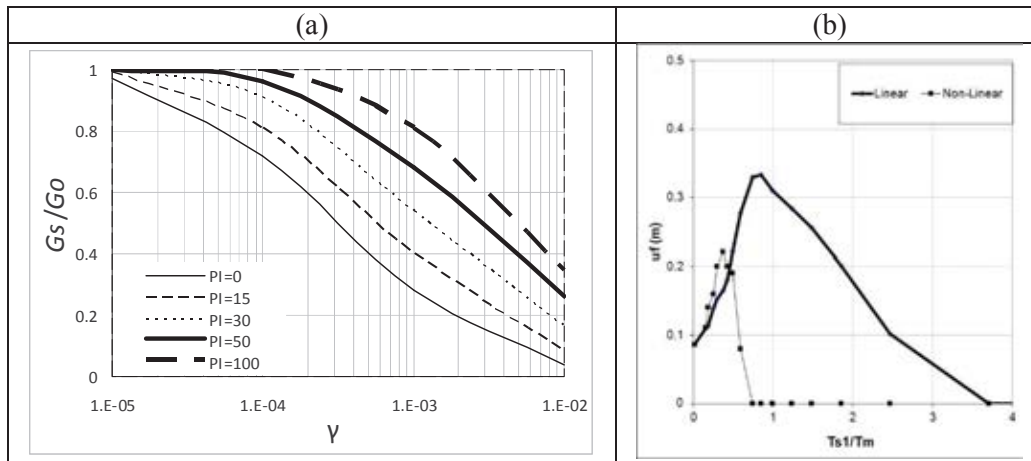 (a) (b)
1
0.8
0.6
0.4
0.2
0
Gs/Go
PI=0
PI=15
PI=30
PI=50
PI=100
1.E-05 1.E-04 1.E-03 1.E-02
γ
0.5
0.4
0.3
0.2
0.1
0
uf (m)
Linear Non-Linear
0 1 2 3 4
Ts1/Tm